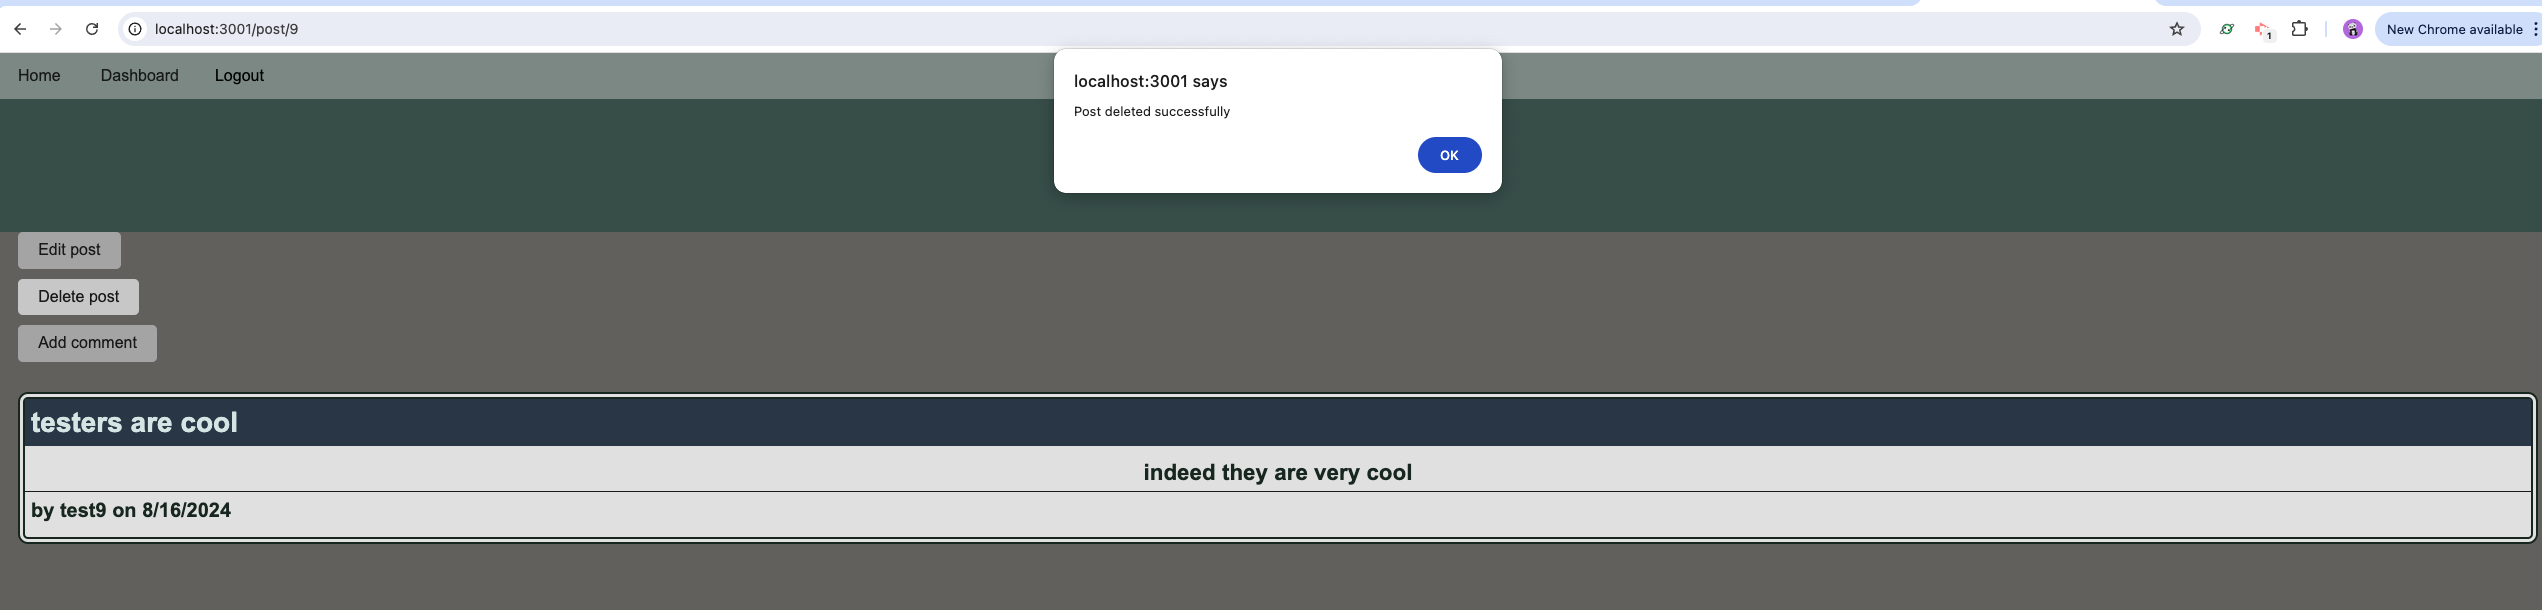 localhost:3001/post/9
1
New Chrome available
Home Dashboard Logout
localhost:3001 says
Post deleted successfully
OK
Edit post
Delete post
Add comment
testers are cool
indeed they are very cool
by test9 on 8/16/2024